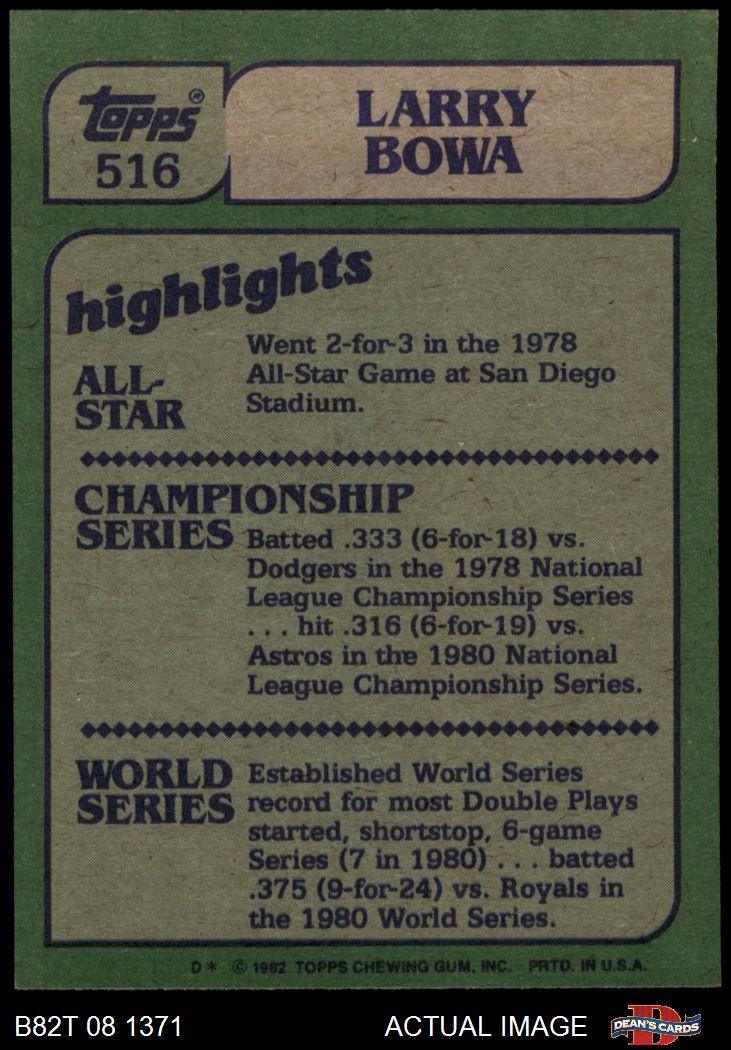 topps®
516
LARRY
BOWA
highlights
ALL-
STAR
Went 2-for-3 in the 1978
All-Star Game at San Diego
Stadium.
CHAMPIONSHIP
SERIES
Batted .333 (6-for-18) vs.
Dodgers in the 1978 National
League Championship Series
. . . hit .316 (6-for-19) vs.
Astros in the 1980 National
League Championship Series.
WORLD
SERIES
Established World Series
record for most Double Plays
started, shortstop, 6-game
Series (7 in 1980) . . . batted
.375 (9-for-24) vs. Royals in
the 1980 World Series.
D* © 1982 TOPPS CHEWING GUM, INC. PRTD. IN U.S.A.
B82T 08 1371
ACTUAL IMAGE
D
DEAN'S CARDS